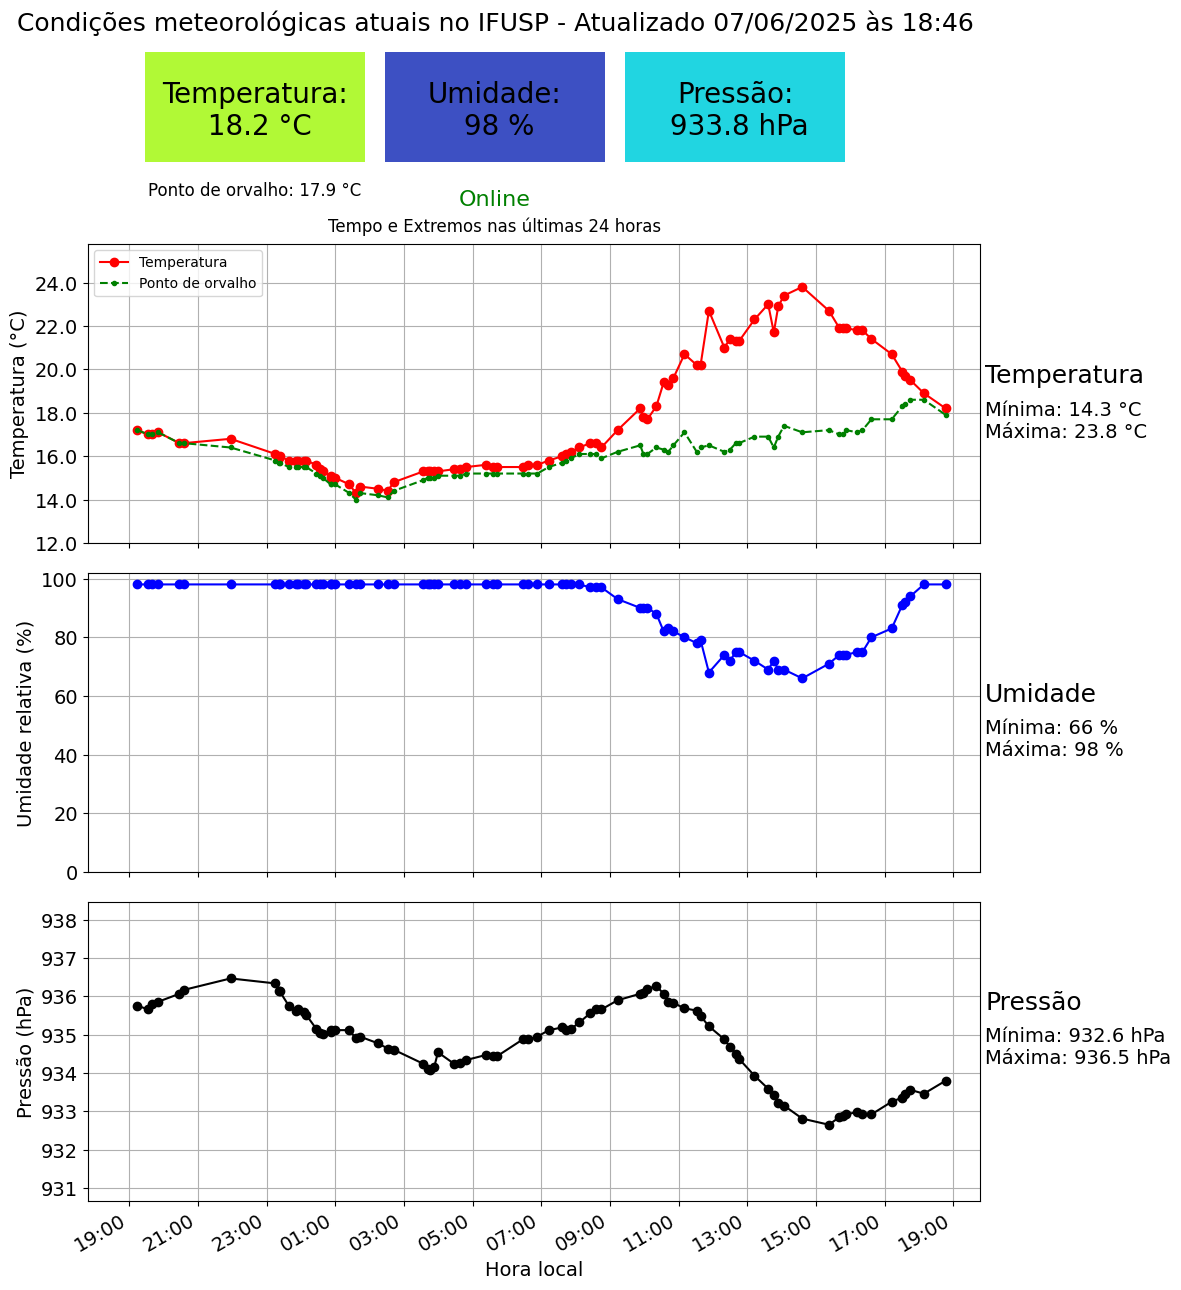 Condições meteorológicas atuais no IFUSP - Atualizado 07/06/2025 às 18:46
Temperatura:
18.2 °C
Umidade:
98 %
Pressão:
933.8 hPa
Ponto de orvalho: 17.9 °C
Online
Tempo e Extremos nas últimas 24 horas
Temperatura
Ponto de orvalho
Temperatura (°C)
24.0
22.0
20.0
18.0
16.0
14.0
12.0
Temperatura
Mínima: 14.3 °C
Máxima: 23.8 °C
Umidade relativa (%)
100
80
60
40
20
0
Umidade
Mínima: 66 %
Máxima: 98 %
Pressão (hPa)
938
937
936
935
934
933
932
931
Pressão
Mínima: 932.6 hPa
Máxima: 936.5 hPa
19:00
21:00
23:00
01:00
03:00
05:00
07:00
09:00
11:00
13:00
15:00
17:00
19:00
Hora local